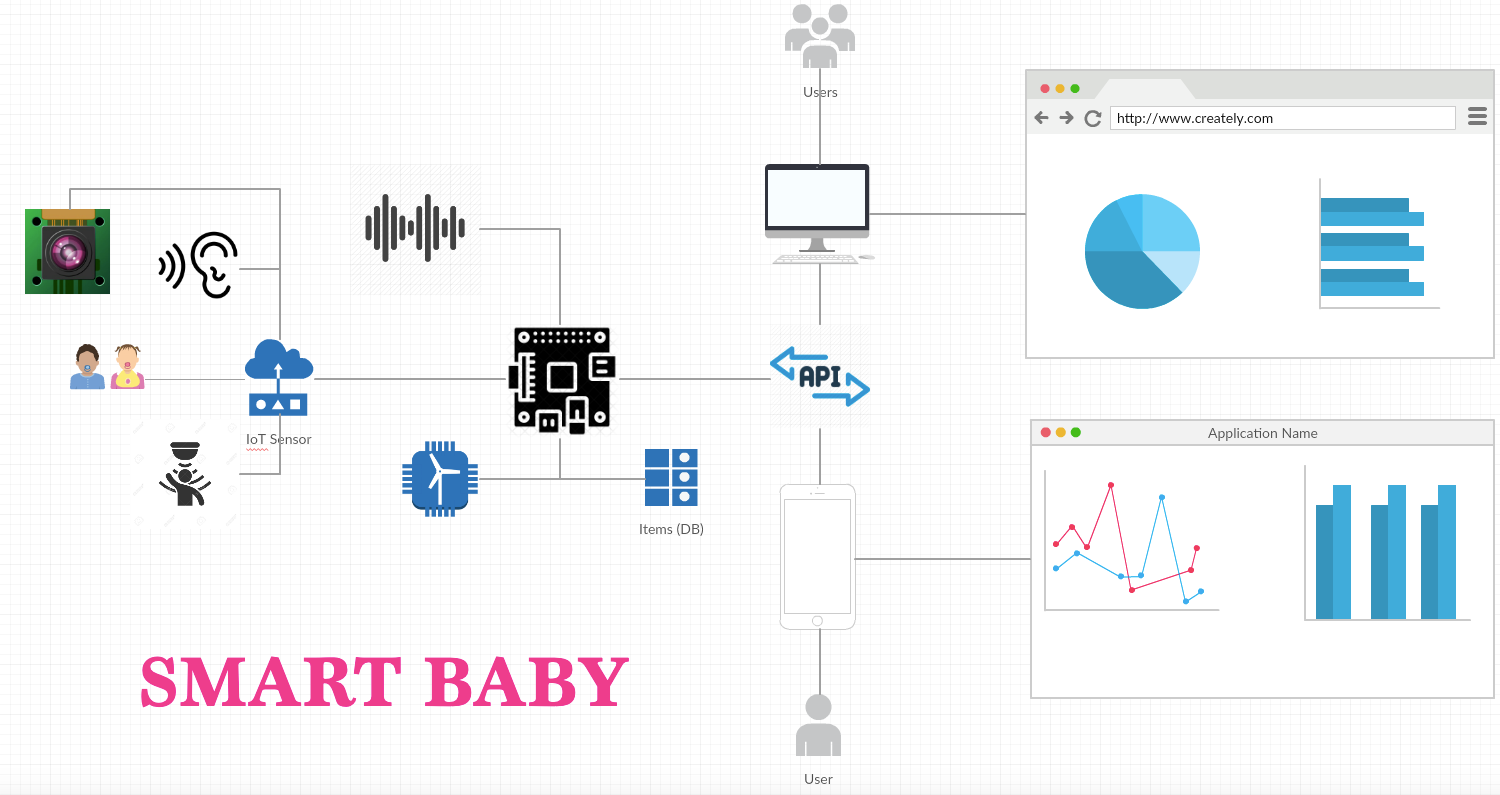 Users
http://www.creately.com
API
IoT Sensor
Application Name
Items (DB)
SMART BABY
User